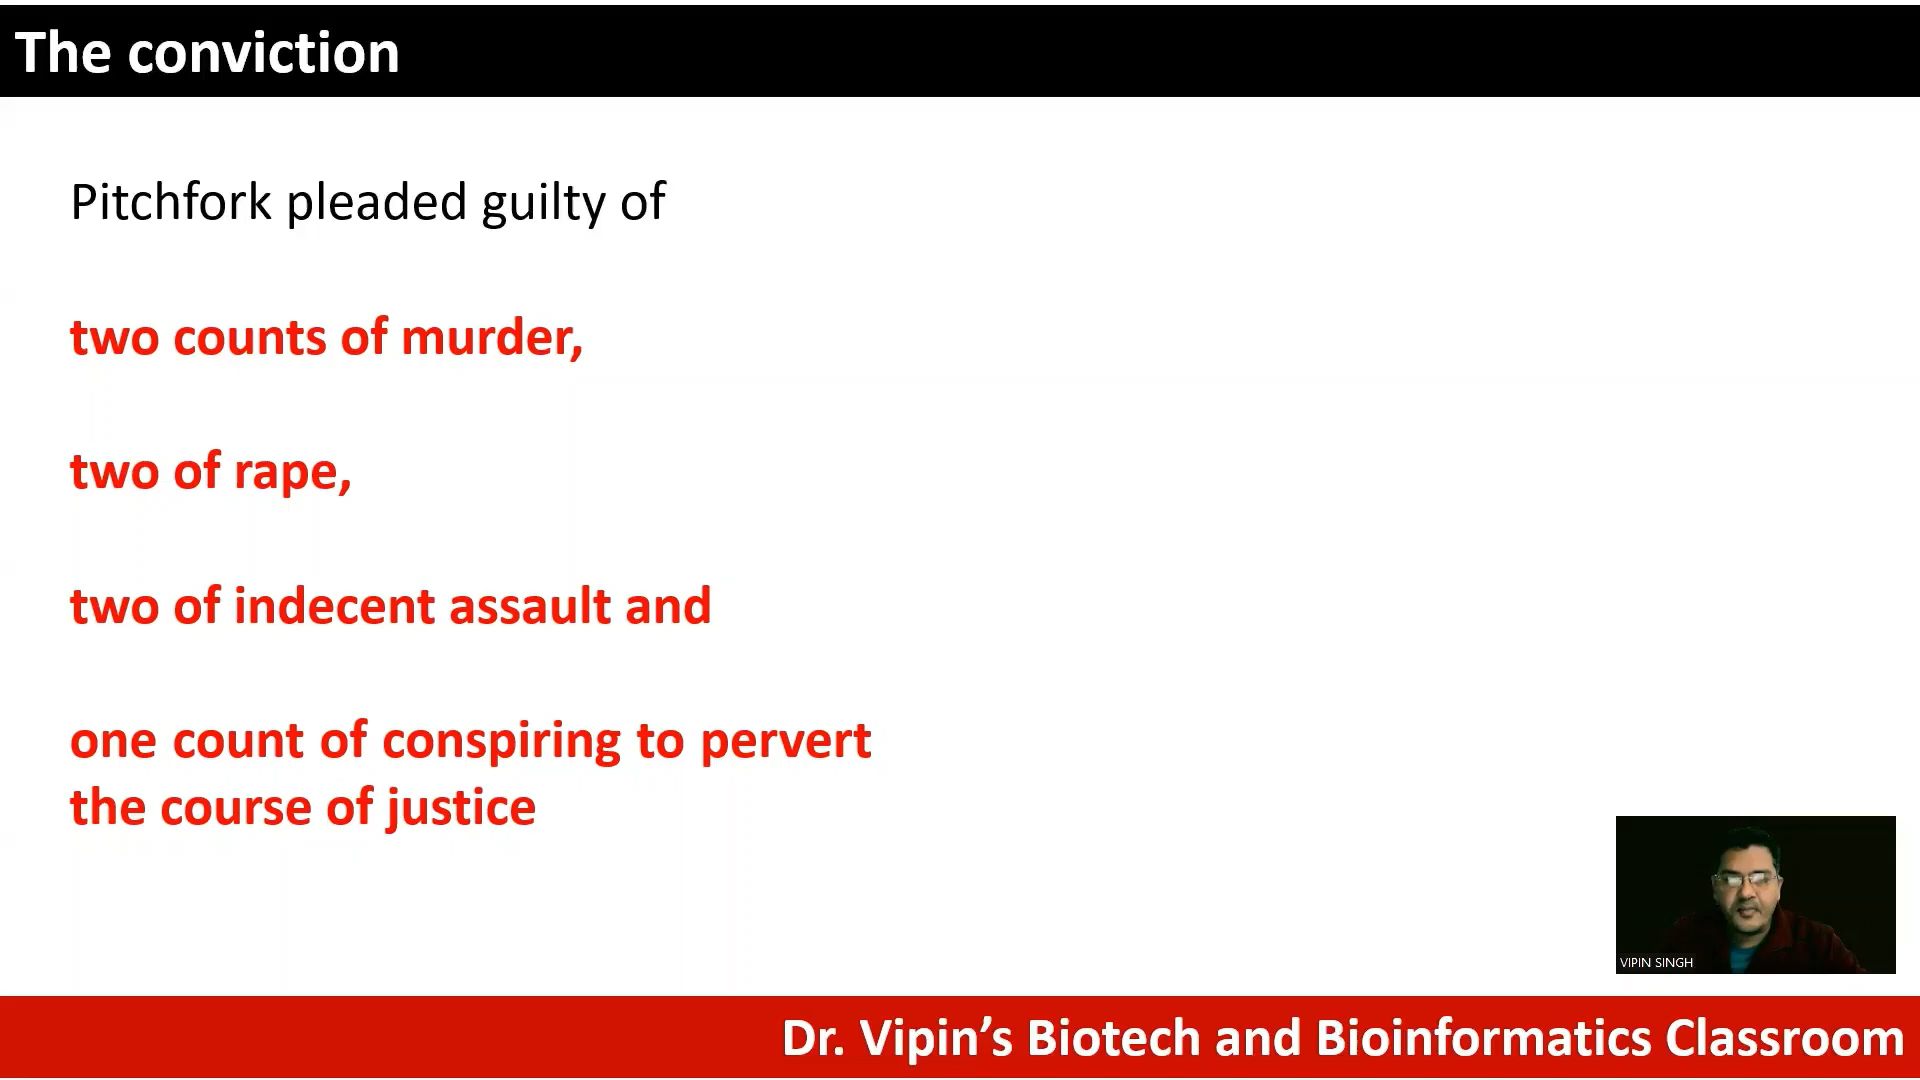 The conviction
Pitchfork pleaded guilty of
two counts of murder,
two of rape,
two of indecent assault and
one count of conspiring to pervert
the course of justice
VIPIN SINGH
Dr. Vipin’s Biotech and Bioinformatics Classroom